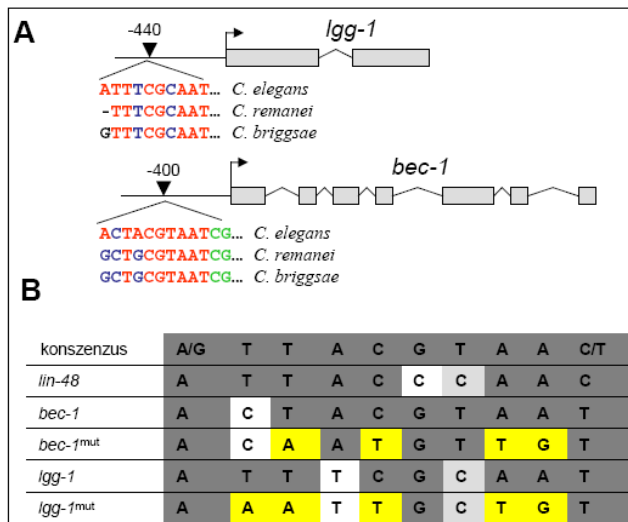 A
-440
lgg-1
ATTTCGCAAT... C. elegans
-TTTCGCAAT... C. remanei
GTTTCGCAAT... C. briggsae
-400
bec-1
ACTACGTAATCG... C. elegans
GCTGCGTAATCG... C. remanei
GCTGCGTAATCG... C. briggsae
B
konszenzus A/G T T A C G T A A C/T
lin-48 A T T A C C C A A C
bec-1 A C T A C G T A A T
bec-1mut A C A A T G T T G T
lgg-1 A T T T C G C A A T
lgg-1mut A A A T T G C T G T